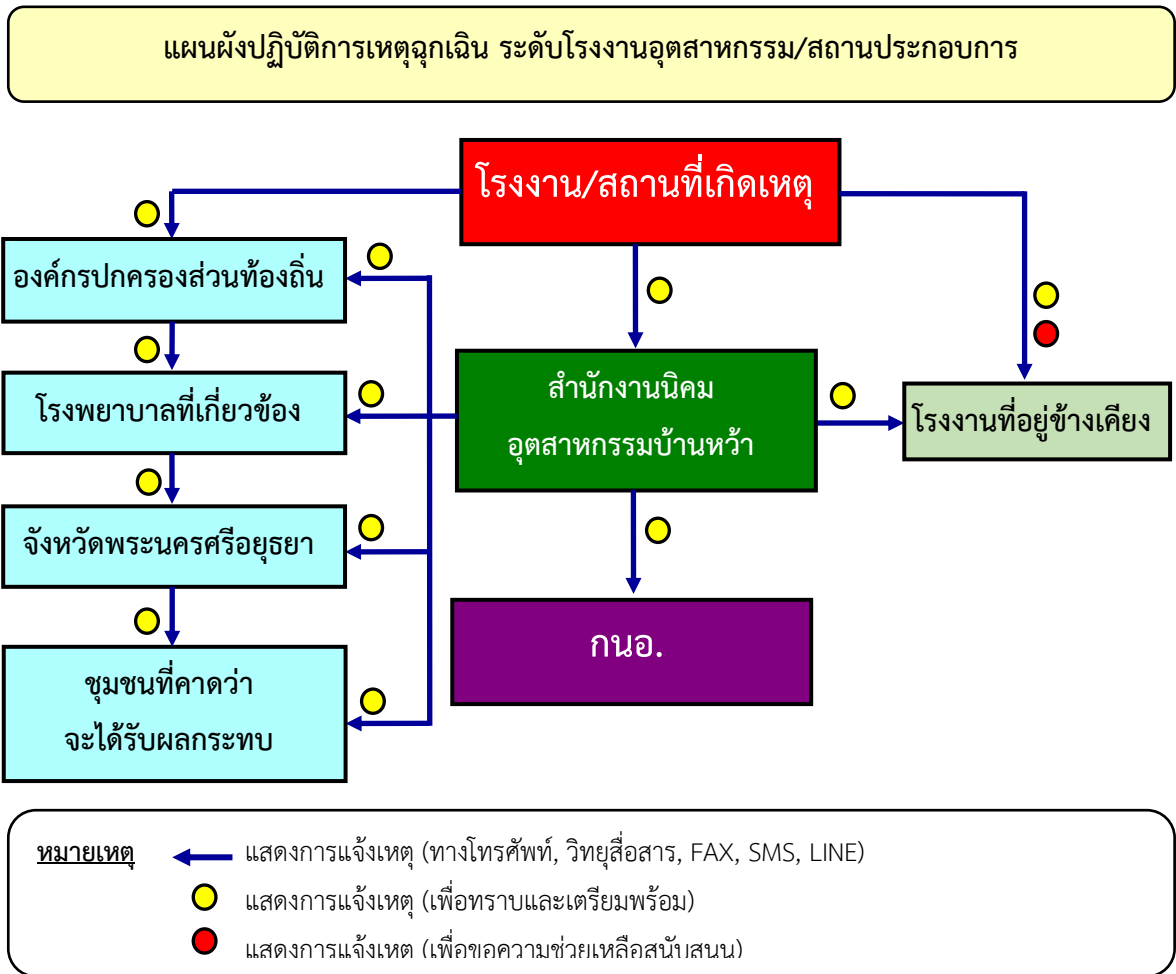 แผนผังปฏิบัติการเหตุฉุกเฉิน ระดับโรงงานอุตสาหกรรม/สถานประกอบการ
โรงงาน/สถานที่เกิดเหตุ
องค์กรปกครองส่วนท้องถิ่น
โรงพยาบาลที่เกี่ยวข้อง
จังหวัดพระนครศรีอยุธยา
ชุมชนที่คาดว่า
จะได้รับผลกระทบ
สำนักงานนิคม
อุตสาหกรรมบ้านหว้า
กนอ.
โรงงานที่อยู่ข้างเคียง
หมายเหตุ
แสดงการแจ้งเหตุ (ทางโทรศัพท์, วิทยุสื่อสาร, FAX, SMS, LINE)
แสดงการแจ้งเหตุ (เพื่อทราบและเตรียมพร้อม)
แสดงการแจ้งเหตุ (เพื่อขอความช่วยเหลือสนับสนุน)